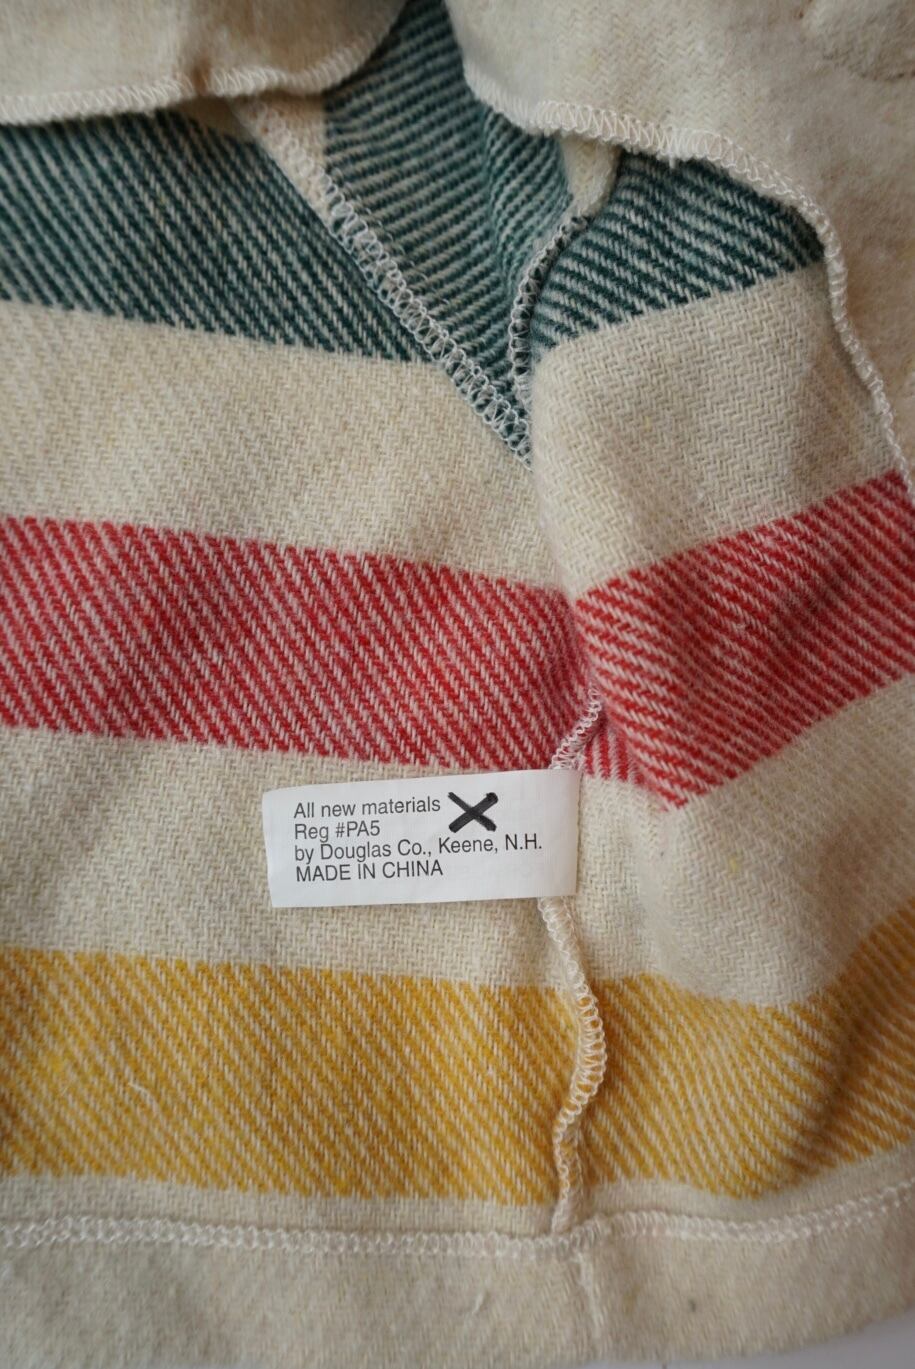 All new materials
Reg #PA5
by Douglas Co., Keene, N.H.
MADE IN CHINA